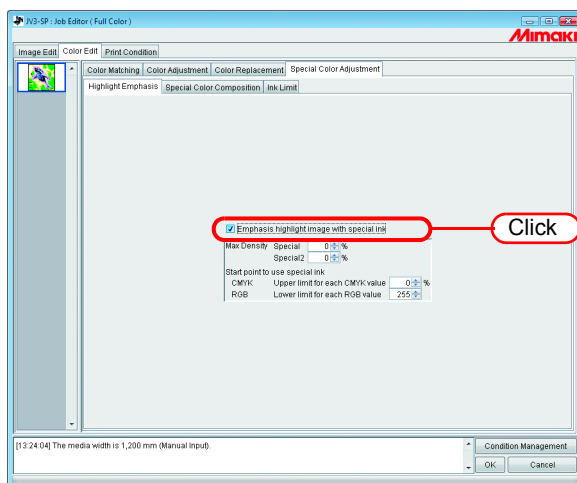 JV3-SP : Job Editor ( Full Color )
Mimaki
Image Edit Color Edit Print Condition
Color Matching Color Adjustment Color Replacement Special Color Adjustment
Highlight Emphasis Special Color Composition Ink Limit
Emphasis highlight image with special ink
Click
Max Density Special 0 %
Special2 0 %
Start point to use special ink
CMYK Upper limit for each CMYK value 0 %
RGB Lower limit for each RGB value 255
[13:24:04] The media width is 1,200 mm (Manual Input).
Condition Management
OK Cancel